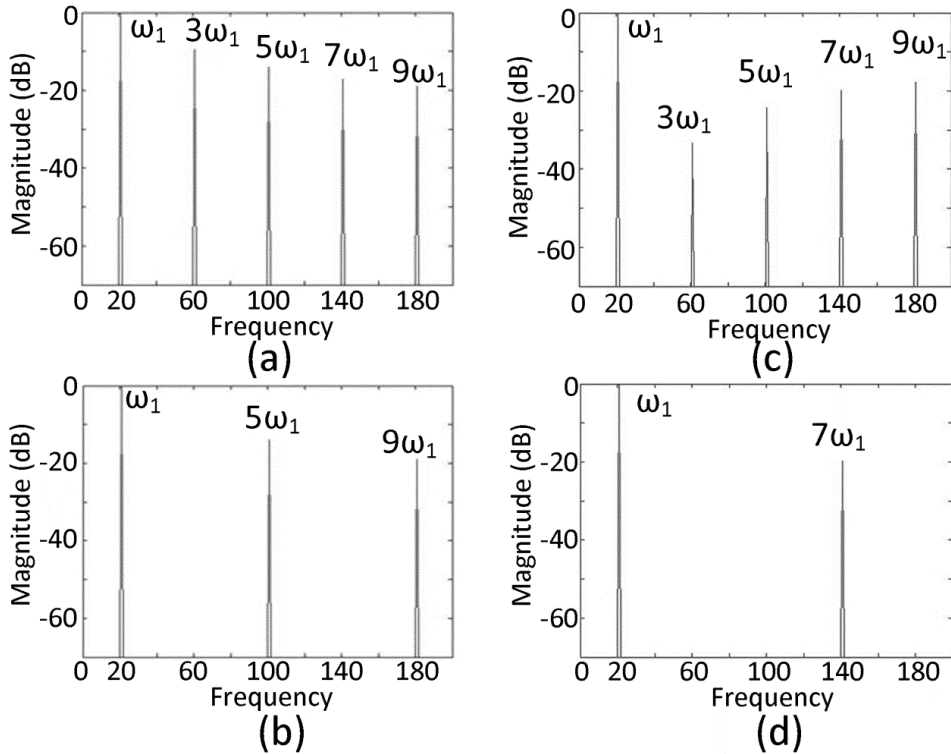 0
-20
-40
-60
Magnitude (dB)
ω₁
3ω₁
5ω₁
7ω₁
9ω₁
0 20 60 100 140 180
Frequency
(a)
0
-20
-40
-60
Magnitude (dB)
ω₁
3ω₁
5ω₁
7ω₁
9ω₁
0 20 60 100 140 180
Frequency
(c)
0
-20
-40
-60
Magnitude (dB)
ω₁
5ω₁
9ω₁
0 20 60 100 140 180
Frequency
(b)
0
-20
-40
-60
Magnitude (dB)
ω₁
7ω₁
0 20 60 100 140 180
Frequency
(d)